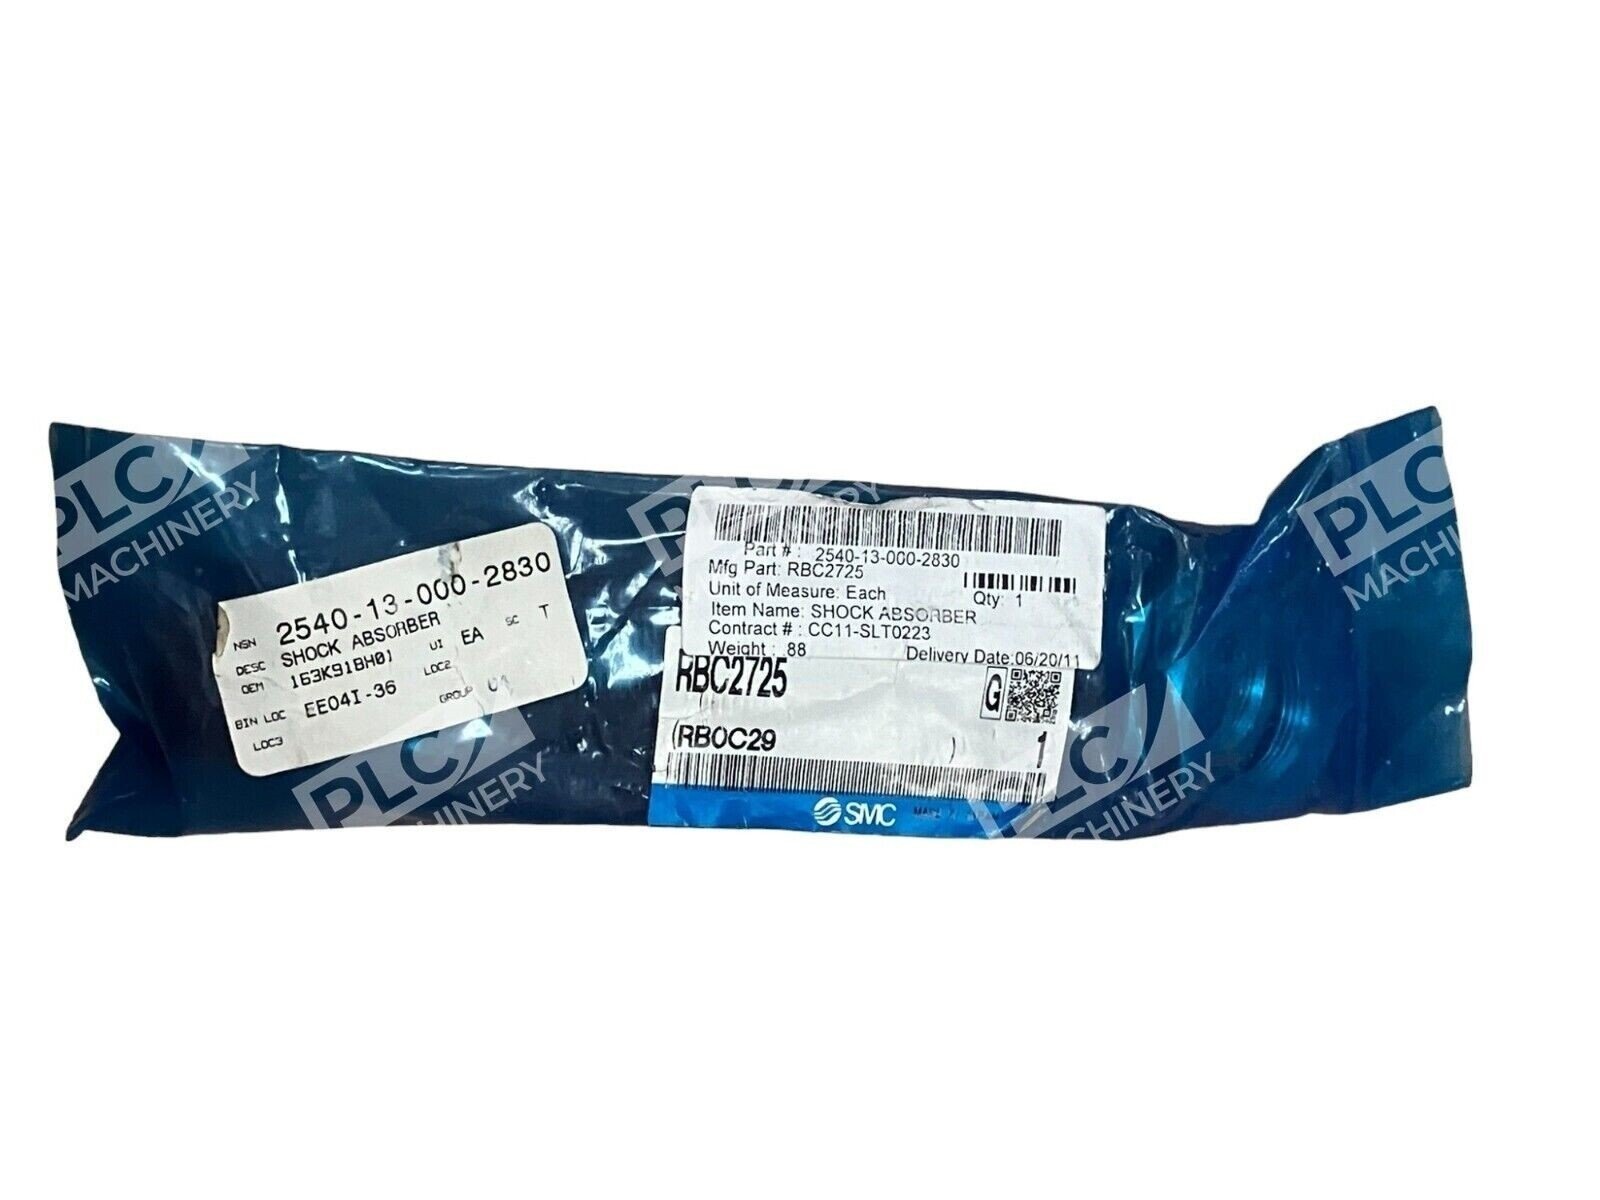 NSN 2540-13-000-2830
DESC SHOCK ABSORBER
OEM 163K91BH01 UI EA SC T
BIN LOC EE04I-36 LOC2
LOC3 GROUP
Part # : 2540-13-000-2830
Mfg Part: RBC2725
Unit of Measure: Each Qty: 1
Item Name: SHOCK ABSORBER
Contract # : CC11-SLT0223
Weight : 88 Delivery Date:06/20/11
RBC2725 G
(RBOC29 ) 1
SMC
PLC
MACHINERY
PLC
MACHINERY
PLC
PLC